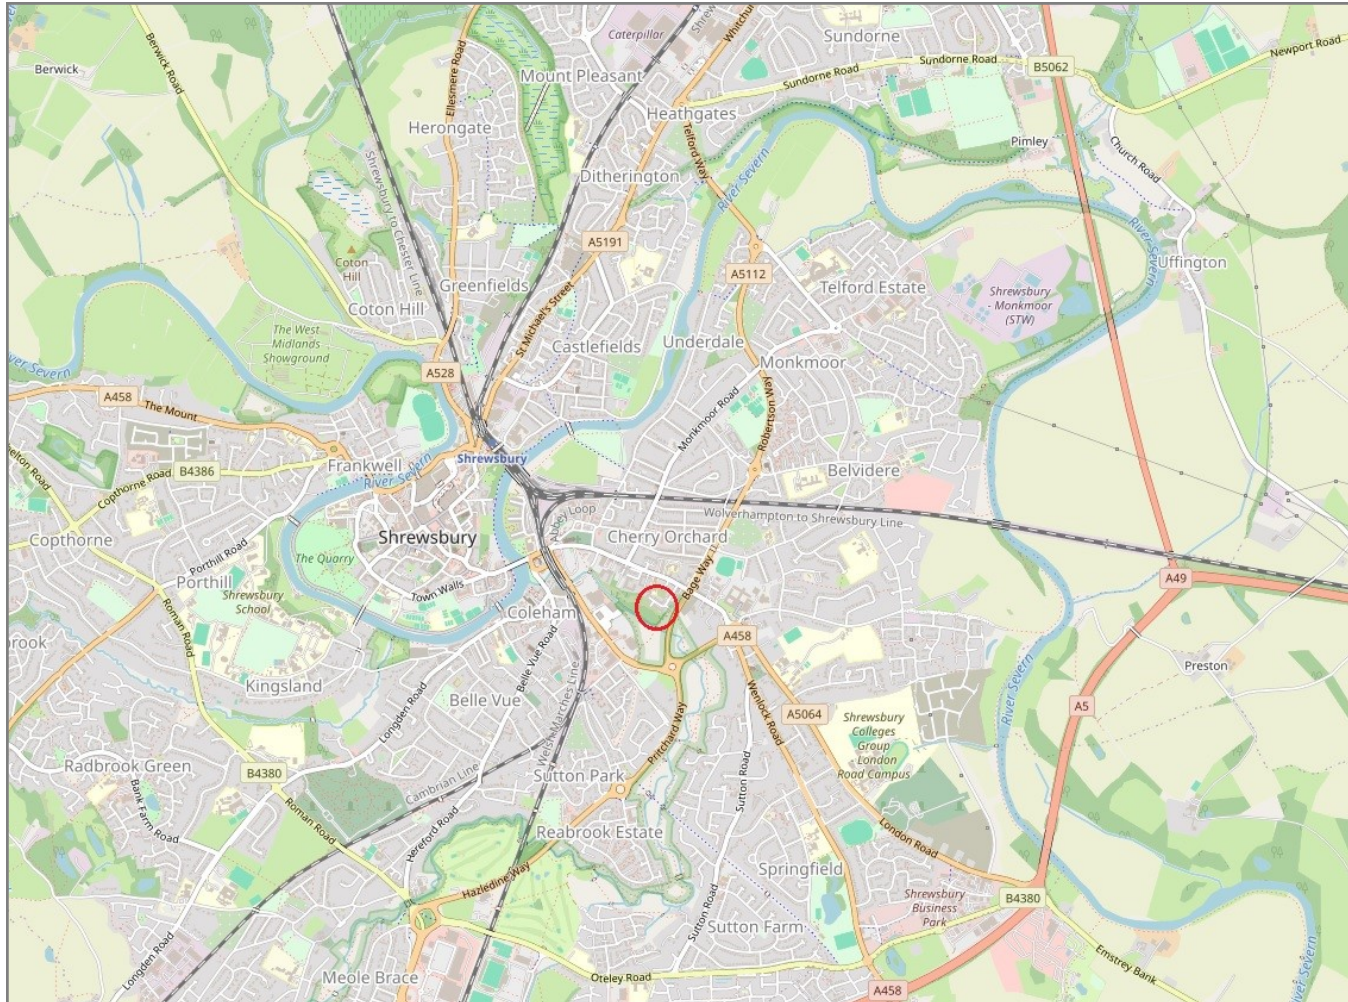 Berwick
Berwick Road
Ellesmere Road
Caterpillar
Shrew
Whitchu
Sundorne
Sundorne Road
Sundorne Road
B5062
Newport Road
Mount Pleasant
Heathgates
Herongate
Telford Way
Pimley
Church Road
Shrewsbury to Chester Line
Ditherington
River Severn
River Severn
Coton
Hill
A5191
A5112
Uffington
Greenfields
Telford Estate
Shrewsbury
- Monkmoor
(STW)
Coton Hill
St Michael's Street
Castlefields
Underdale
Monkmoor
The West
Midlands
Showground
River Severn
A528
A458
The Mount
Monkmoor Road
Robertson Way
Frankwell
Shrewsbury
River Severn
Belvidere
elton Road
B4386
Copthorne Road
Copthorne
Abbey Loop
Wolverhampton to Shrewsbury Line
Cherry Orchard
Shrewsbury
The Quarry
Porthill Road
Porthill
Town Walls
Bage Way
A49
Shrewsbury
School
Coleham
Roman Road
A458
brook
Belle Vue Road
River Severn
Preston
Kingsland
Longden Road
Belle Vue
Welsh Marches Line
Wenlock Road
A5
A5064
Shrewsbury
Colleges
Group
London
Road Campus
Pritchard Way
Radbrook Green
B4380
Cambrian Line
Sutton Park
Sutton Road
Bank Farm Road
Roman Road
Hereford Road
Reabrook Estate
London Road
Springfield
Hazledine Way
Shrewsbury
Business
Park
B4380
Sutton Road
Sutton Farm
Longden Road
Meole Brace
Oteley Road
Emstrey Bank
A458
River Severn